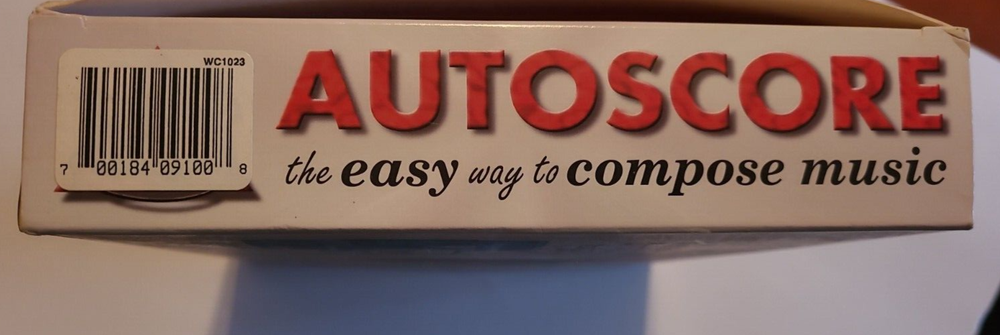 WC1023
7 00184 09100 8
AUTOSCORE
the easy way to compose music